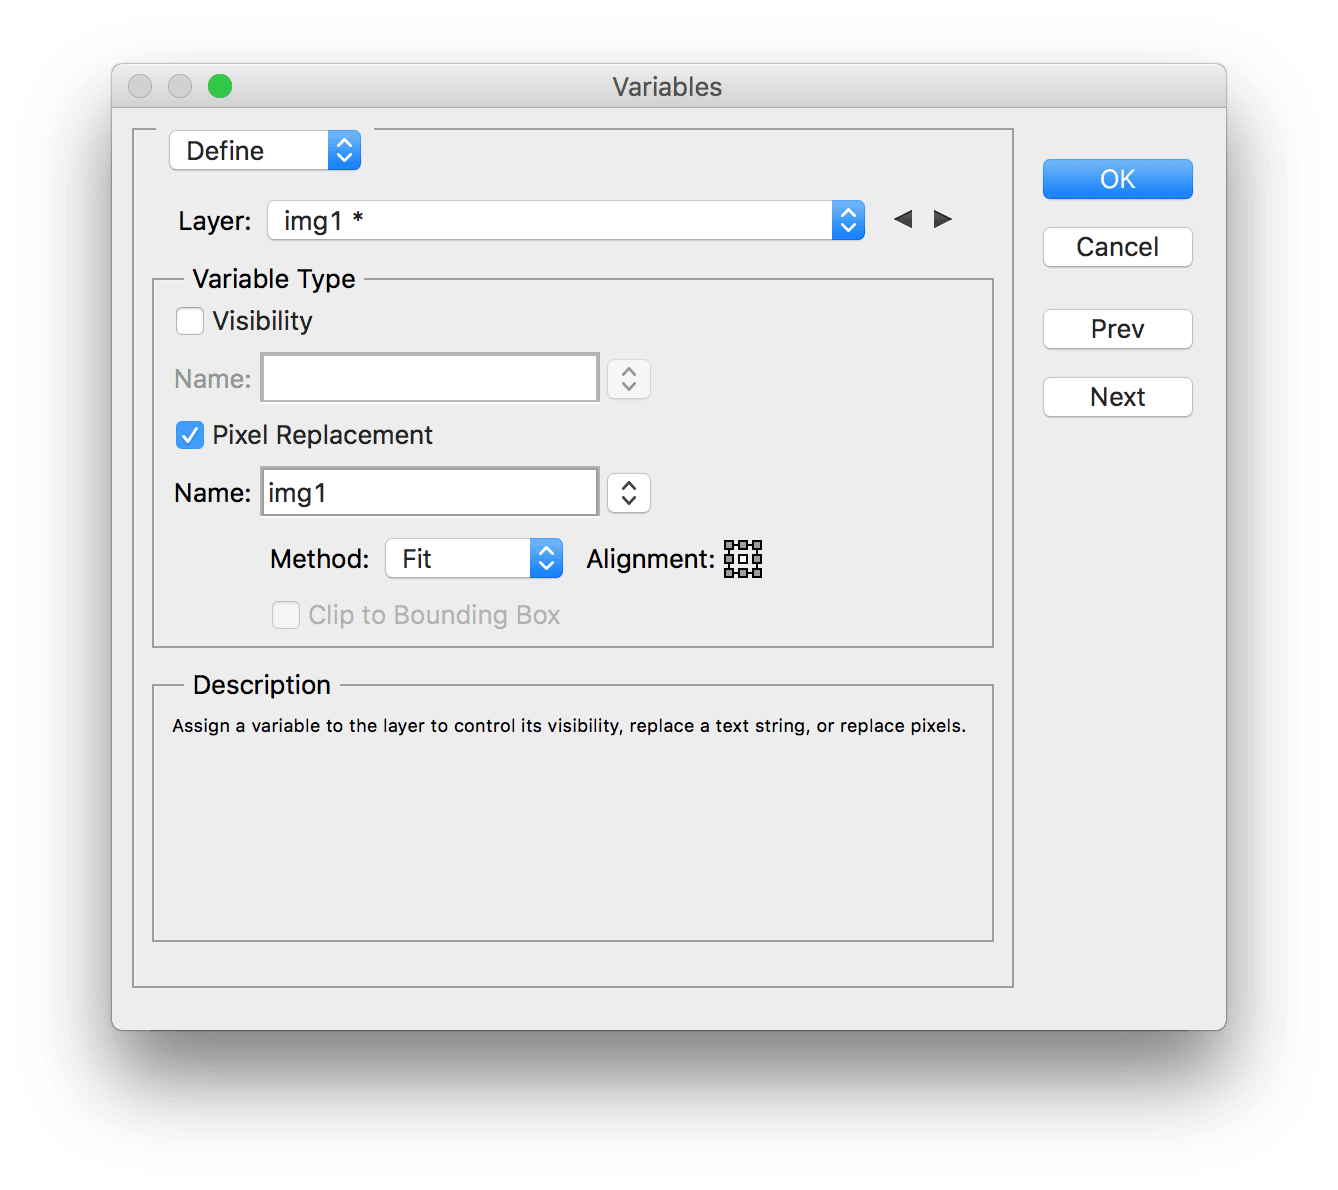 Variables
Define
Layer: img1 *
Variable Type
Visibility
Name:
Pixel Replacement
Name: img1
Method: Fit Alignment:
Clip to Bounding Box
Description
Assign a variable to the layer to control its visibility, replace a text string, or replace pixels.
OK
Cancel
Prev
Next